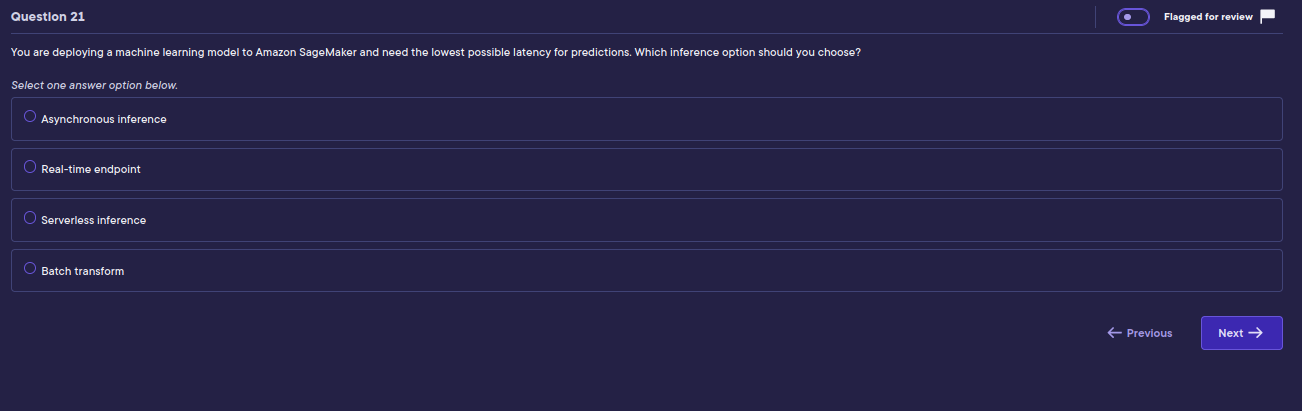 Question 21
Flagged for review
You are deploying a machine learning model to Amazon SageMaker and need the lowest possible latency for predictions. Which inference option should you choose?
Select one answer option below.
Asynchronous inference
Real-time endpoint
Serverless inference
Batch transform
Previous
Next